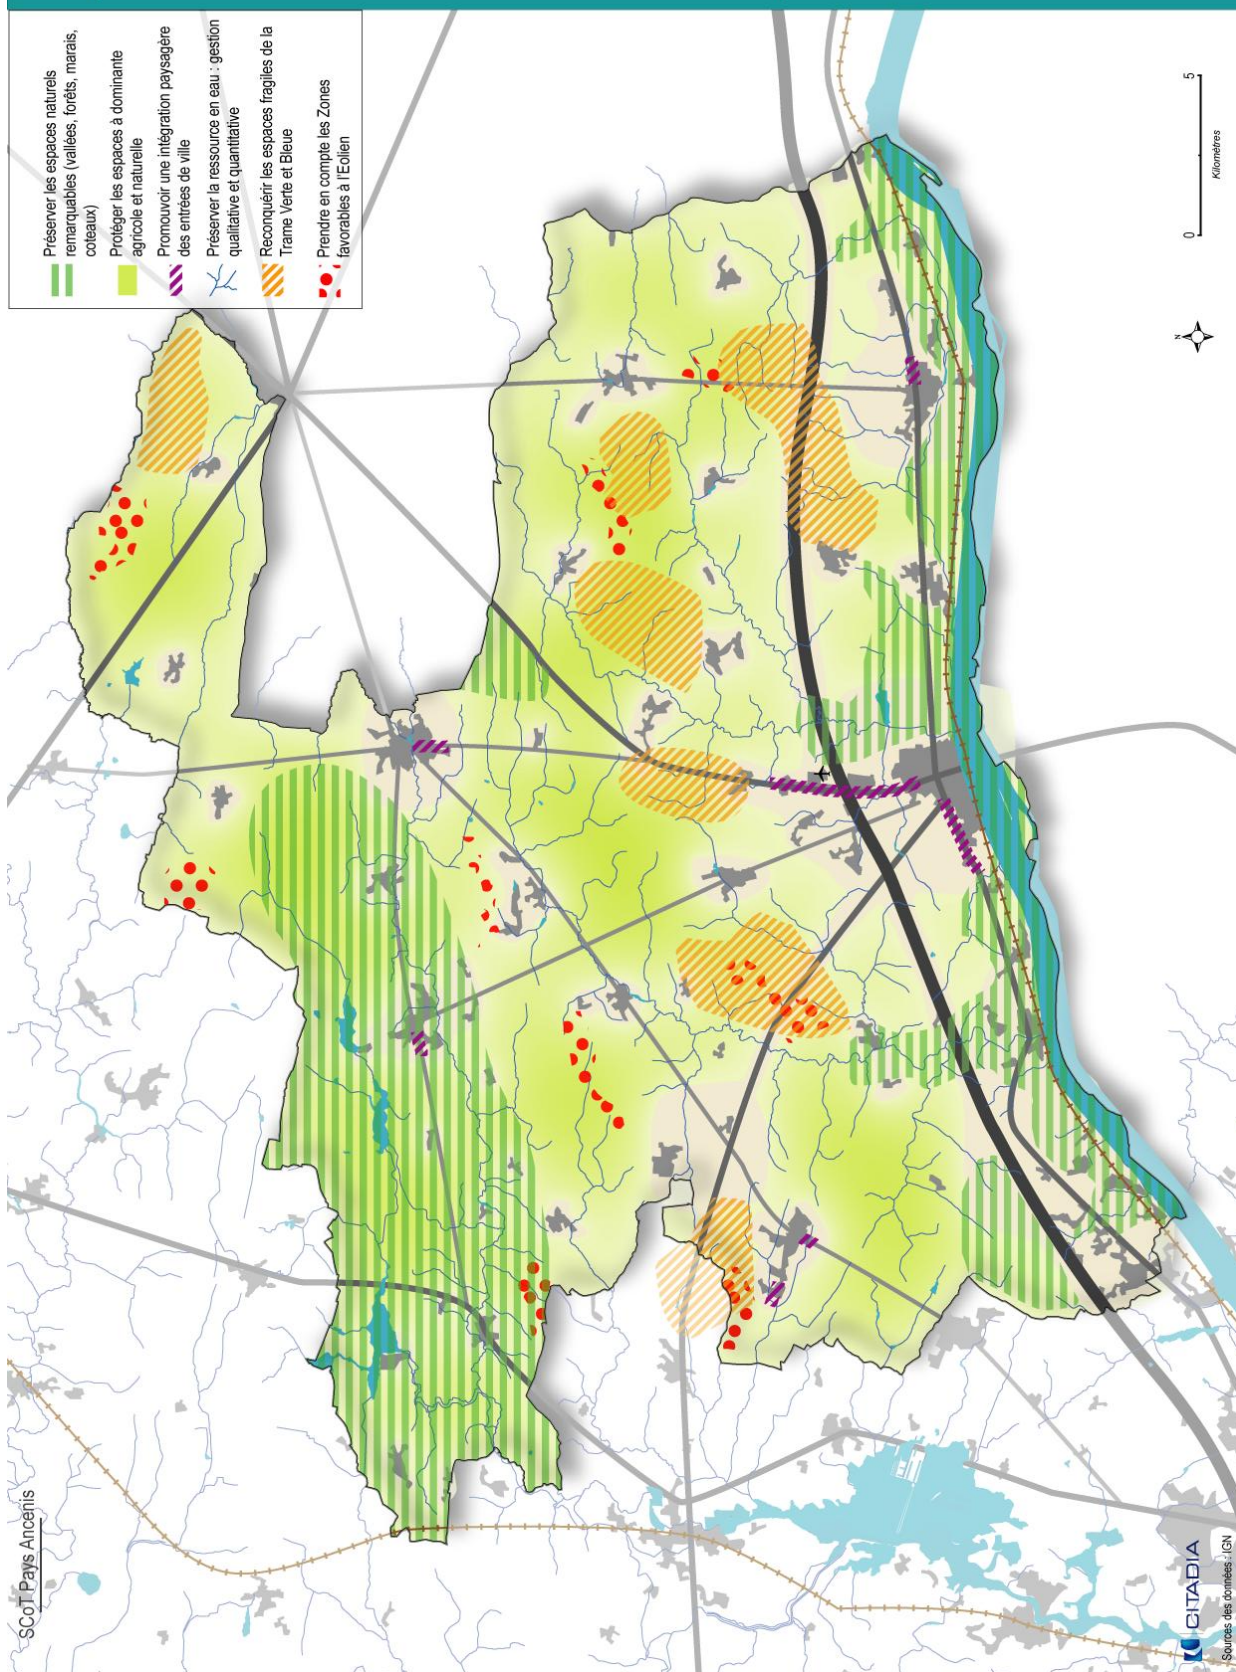 SCoT Pays Ancenis
Préserver les espaces naturels
remarquables (vallées, forêts, marais,
coteaux)
Protéger les espaces à dominante
agricole et naturelle
Promouvoir une intégration paysagère
des entrées de ville
Préserver la ressource en eau : gestion
qualitative et quantitative
Reconquérir les espaces fragiles de la
Trame Verte et Bleue
Prendre en compte les Zones
favorables à l'Eolien
N
0 5
Kilomètres
CITADIA
Sources des données : IGN